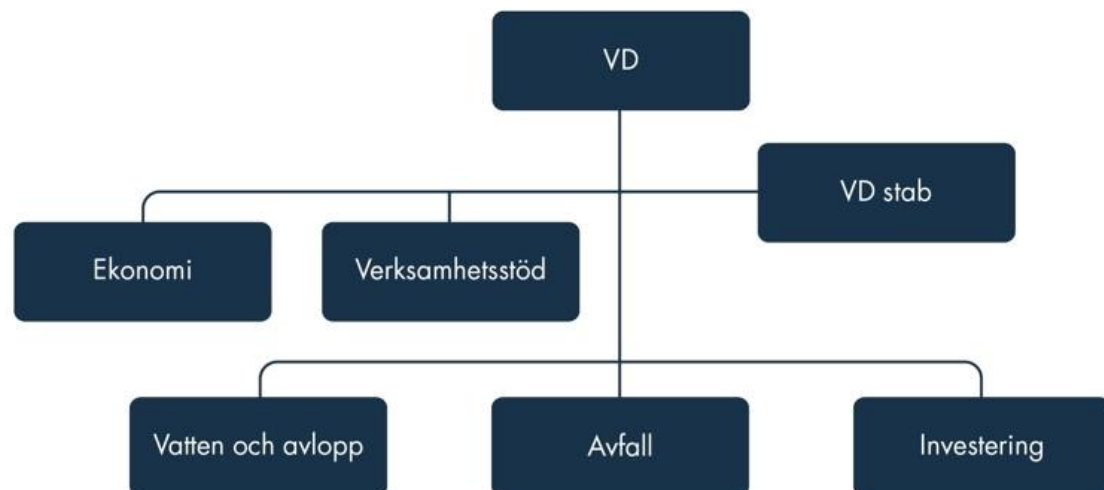 VD
VD stab
Ekonomi
Verksamhetsstöd
Vatten och avlopp
Avfall
Investering